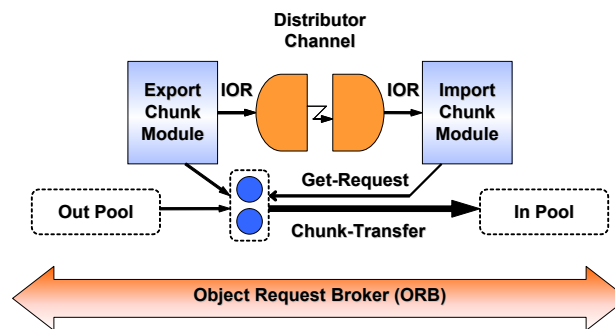 Distributor
Channel
Export
Chunk
Module
IOR
IOR
Import
Chunk
Module
Get-Request
Out Pool
In Pool
Chunk-Transfer
Object Request Broker (ORB)